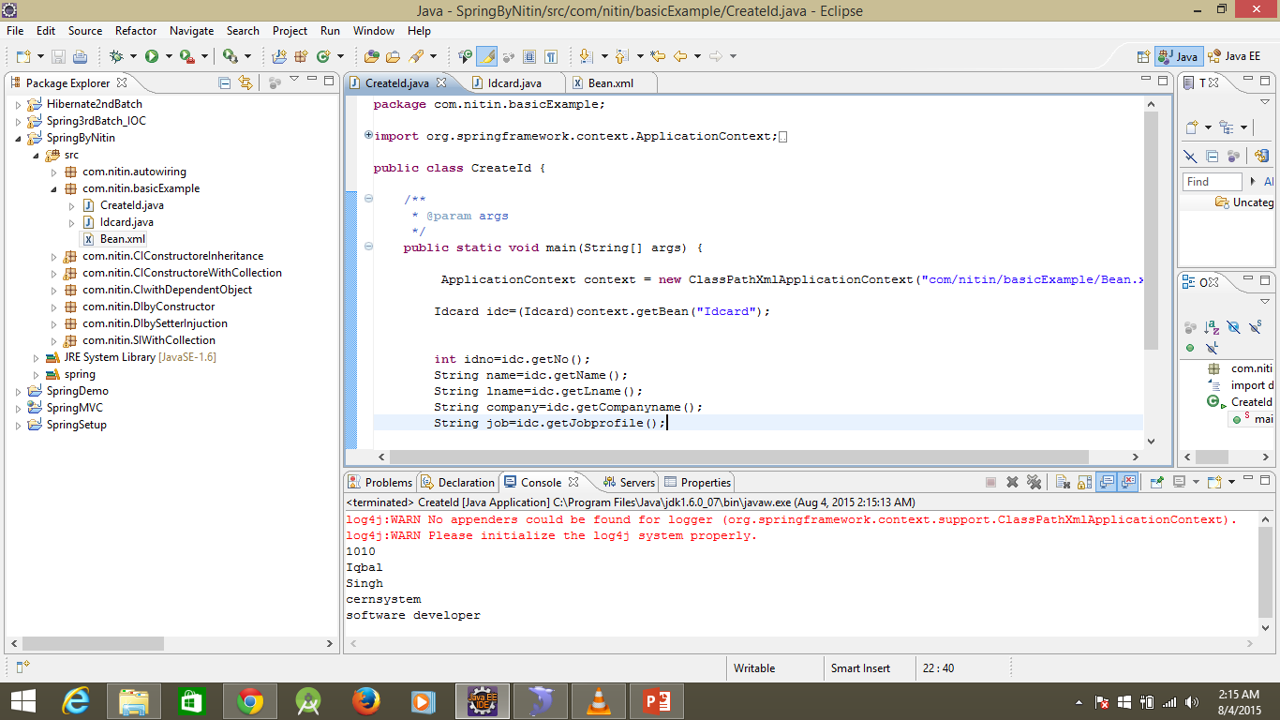 Java - SpringByNitin/src/com/nitin/basicExample/CreateId.java - Eclipse
File Edit Source Refactor Navigate Search Project Run Window Help
Java Java EE
Package Explorer
Hibernate2ndBatch
Spring3rdBatch_IOC
SpringByNitin
src
com.nitin.autowiring
com.nitin.basicExample
CreateId.java
Idcard.java
Bean.xml
com.nitin.CIConstructoreInheritance
com.nitin.CIConstructoreWithCollection
com.nitin.CIwithDependentObject
com.nitin.DIbyConstructor
com.nitin.DIbySetterInjuction
com.nitin.SIWithCollection
JRE System Library [JavaSE-1.6]
spring
SpringDemo
SpringMVC
SpringSetup
CreateId.java Idcard.java Bean.xml
package com.nitin.basicExample;
import org.springframework.context.ApplicationContext;
public class CreateId {
/**
* @param args
*/
public static void main(String[] args) {
ApplicationContext context = new ClassPathXmlApplicationContext("com/nitin/basicExample/Bean.x
Idcard idc=(Idcard)context.getBean("Idcard");
int idno=idc.getNo();
String name=idc.getName();
String lname=idc.getLname();
String company=idc.getCompanyname();
String job=idc.getJobprofile();
T
Find Al
Uncateg
O
com.niti
import d
CreateId
mai
Problems Declaration Console Servers Properties
<terminated> CreateId [Java Application] C:\Program Files\Java\jdk1.6.0_07\bin\javaw.exe (Aug 4, 2015 2:15:13 AM)
log4j:WARN No appenders could be found for logger (org.springframework.context.support.ClassPathXmlApplicationContext).
log4j:WARN Please initialize the log4j system properly.
1010
Iqbal
Singh
cernsystem
software developer
Writable Smart Insert 22 : 40
2:15 AM
8/4/2015